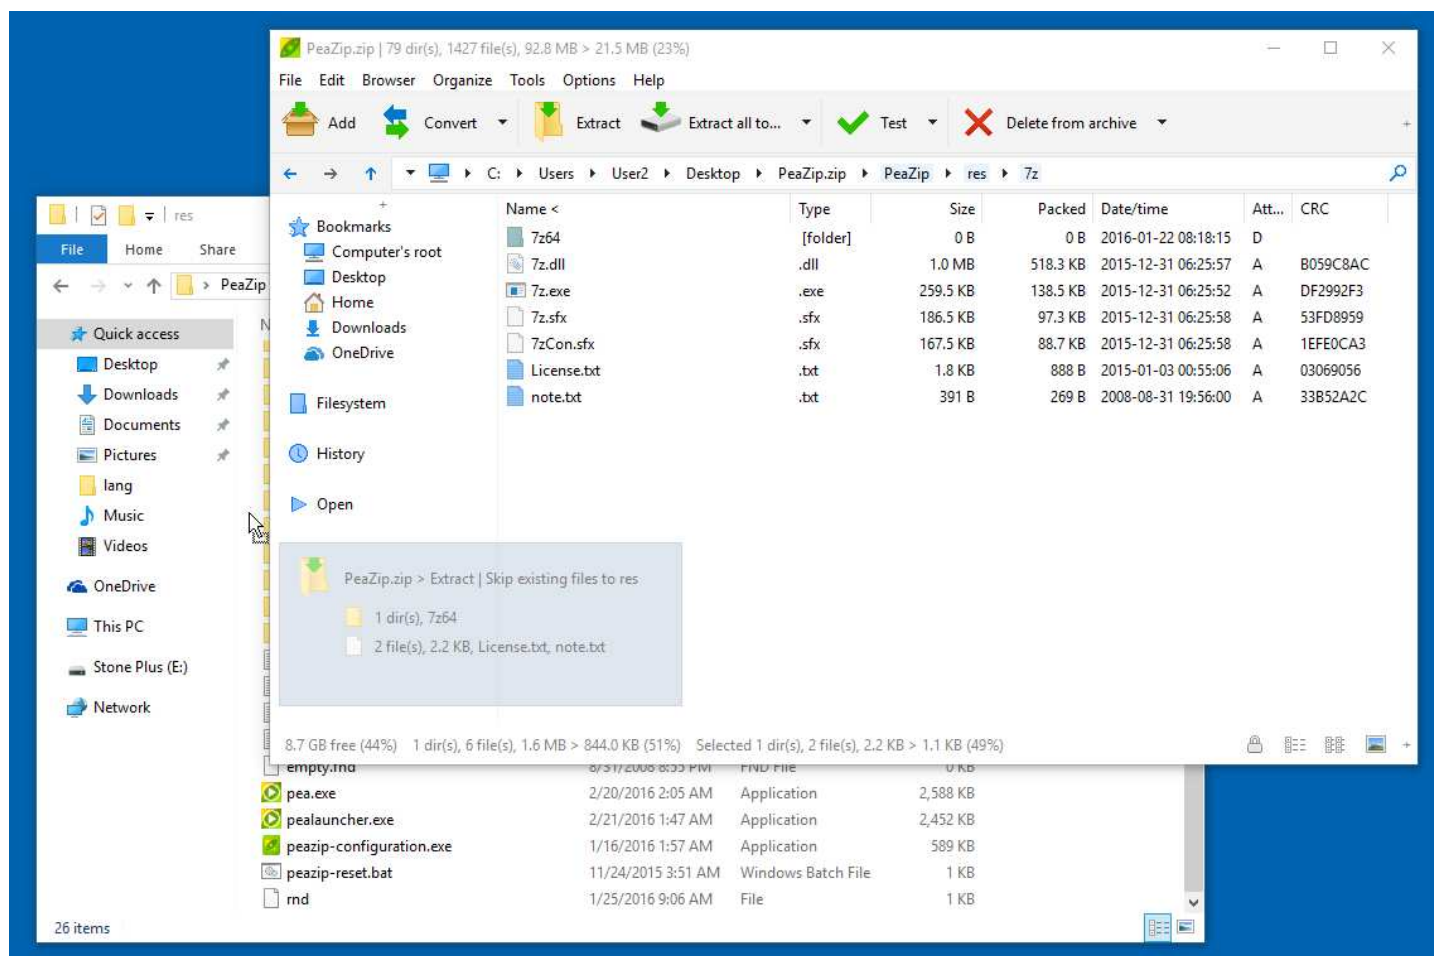 PeaZip.zip | 79 dir(s), 1427 file(s), 92.8 MB > 21.5 MB (23%)
File Edit Browser Organize Tools Options Help
Add Convert Extract Extract all to... Test Delete from archive
C: Users User2 Desktop PeaZip.zip PeaZip res 7z
Bookmarks
Computer's root
Desktop
Home
Downloads
OneDrive
Filesystem
History
Open
Name < Type Size Packed Date/time Att... CRC
7z64 [folder] 0 B 0 B 2016-01-22 08:18:15 D
7z.dll .dll 1.0 MB 518.3 KB 2015-12-31 06:25:57 A B059C8AC
7z.exe .exe 259.5 KB 138.5 KB 2015-12-31 06:25:52 A DF2992F3
7z.sfx .sfx 186.5 KB 97.3 KB 2015-12-31 06:25:58 A 53FD8959
7zCon.sfx .sfx 167.5 KB 88.7 KB 2015-12-31 06:25:58 A 1EFE0CA3
License.txt .txt 1.8 KB 888 B 2015-01-03 00:55:06 A 03069056
note.txt .txt 391 B 269 B 2008-08-31 19:56:00 A 33B52A2C
PeaZip.zip > Extract | Skip existing files to res
1 dir(s), 7z64
2 file(s), 2.2 KB, License.txt, note.txt
8.7 GB free (44%) 1 dir(s), 6 file(s), 1.6 MB > 844.0 KB (51%) Selected 1 dir(s), 2 file(s), 2.2 KB > 1.1 KB (49%)
res
File Home Share
> PeaZip
Quick access
Desktop
Downloads
Documents
Pictures
lang
Music
Videos
OneDrive
This PC
Stone Plus (E:)
Network
empty.rnd 8/31/2008 8:55 PM RND File 0 KB
pea.exe 2/20/2016 2:05 AM Application 2,588 KB
pealauncher.exe 2/21/2016 1:47 AM Application 2,452 KB
peazip-configuration.exe 1/16/2016 1:57 AM Application 589 KB
peazip-reset.bat 11/24/2015 3:51 AM Windows Batch File 1 KB
rnd 1/25/2016 9:06 AM File 1 KB
26 items